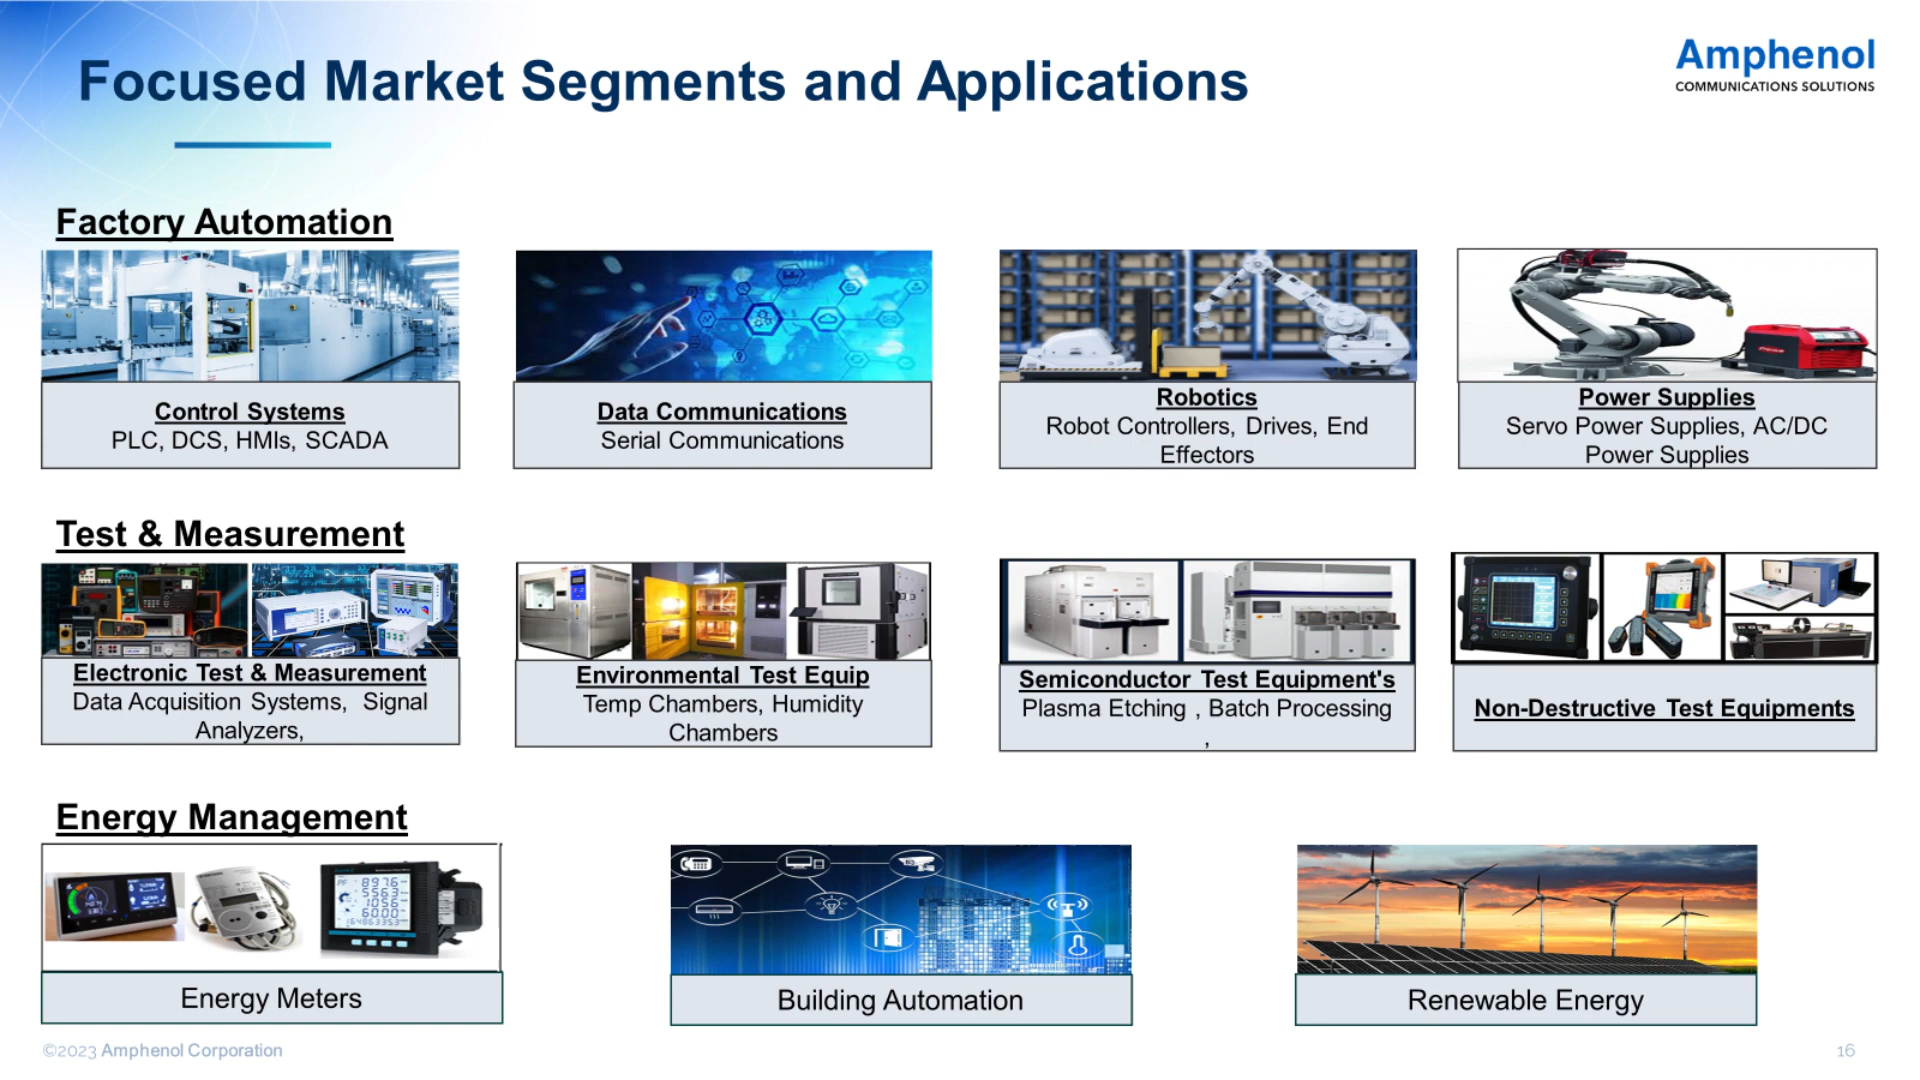 Focused Market Segments and Applications
Amphenol
COMMUNICATIONS SOLUTIONS
Factory Automation
Control Systems
PLC, DCS, HMIs, SCADA
Data Communications
Serial Communications
Robotics
Robot Controllers, Drives, End
Effectors
Power Supplies
Servo Power Supplies, AC/DC
Power Supplies
Test & Measurement
Electronic Test & Measurement
Data Acquisition Systems, Signal
Analyzers,
Environmental Test Equip
Temp Chambers, Humidity
Chambers
Semiconductor Test Equipment's
Plasma Etching , Batch Processing
,
Non-Destructive Test Equipments
Energy Management
PF
Energy Meters
Building Automation
Renewable Energy
©2023 Amphenol Corporation
16